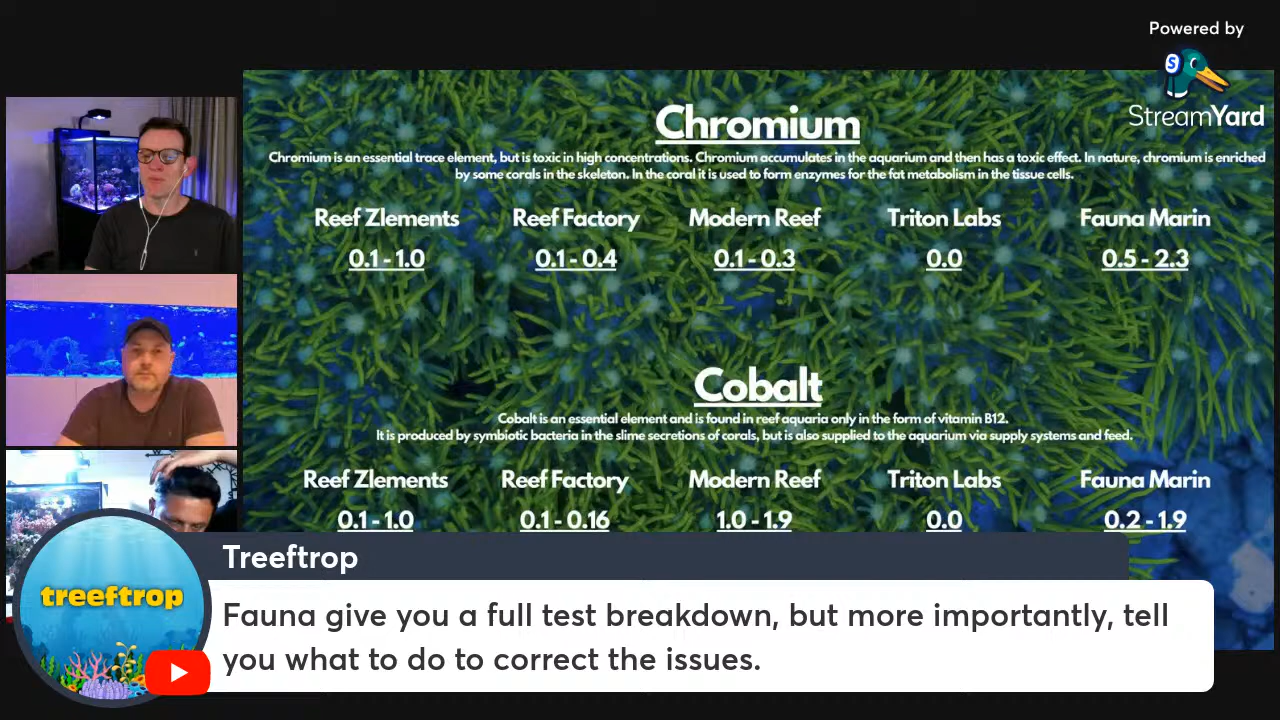 Powered by
StreamYard
Chromium
Chromium is an essential trace element, but is toxic in high concentrations. Chromium accumulates in the aquarium and then has a toxic effect. In nature, chromium is enriched
by some corals in the skeleton. In the coral it is used to form enzymes for the fat metabolism in the tissue cells.
Reef Zlements Reef Factory Modern Reef Triton Labs Fauna Marin
0.1 - 1.0 0.1 - 0.4 0.1 - 0.3 0.0 0.5 - 2.3
Cobalt
Cobalt is an essential element and is found in reef aquaria only in the form of vitamin B12.
It is produced by symbiotic bacteria in the slime secretions of corals, but is also supplied to the aquarium via supply systems and feed.
Reef Zlements Reef Factory Modern Reef Triton Labs Fauna Marin
0.1 - 1.0 0.1 - 0.16 1.0 - 1.9 0.0 0.2 - 1.9
Treeftrop
treeftrop
Fauna give you a full test breakdown, but more importantly, tell
you what to do to correct the issues.